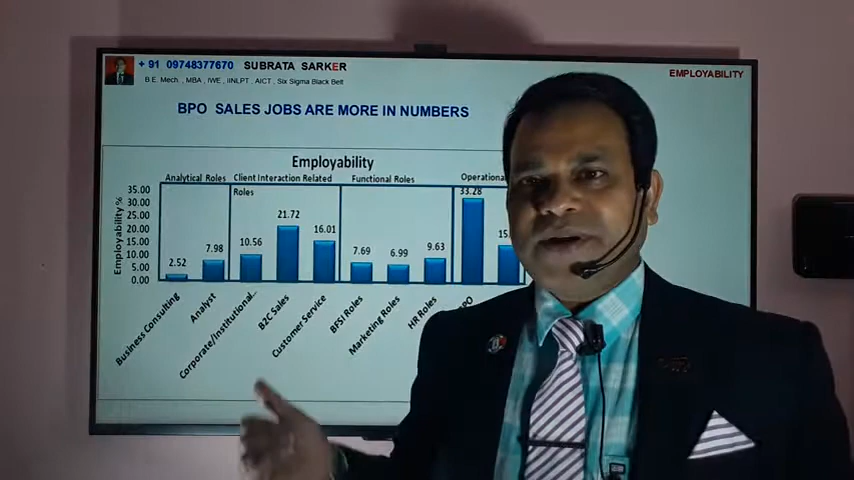 + 91 09748377670 SUBRATA SARKER
B.E. Mech., MBA, IWE, IINLPT, AICT, Six Sigma Black Belt
EMPLOYABILITY
BPO SALES JOBS ARE MORE IN NUMBERS
Employability
Analytical Roles Client Interaction Related Roles Functional Roles Operational
Employability %
35.00
30.00
25.00
20.00
15.00
10.00
5.00
0.00
2.52 7.98 10.56 21.72 16.01 7.69 6.99 9.63 33.28
Business Consulting
Analyst
Corporate/Institutional...
B2C Sales
Customer Service
BFSI Roles
Marketing Roles
HR Roles